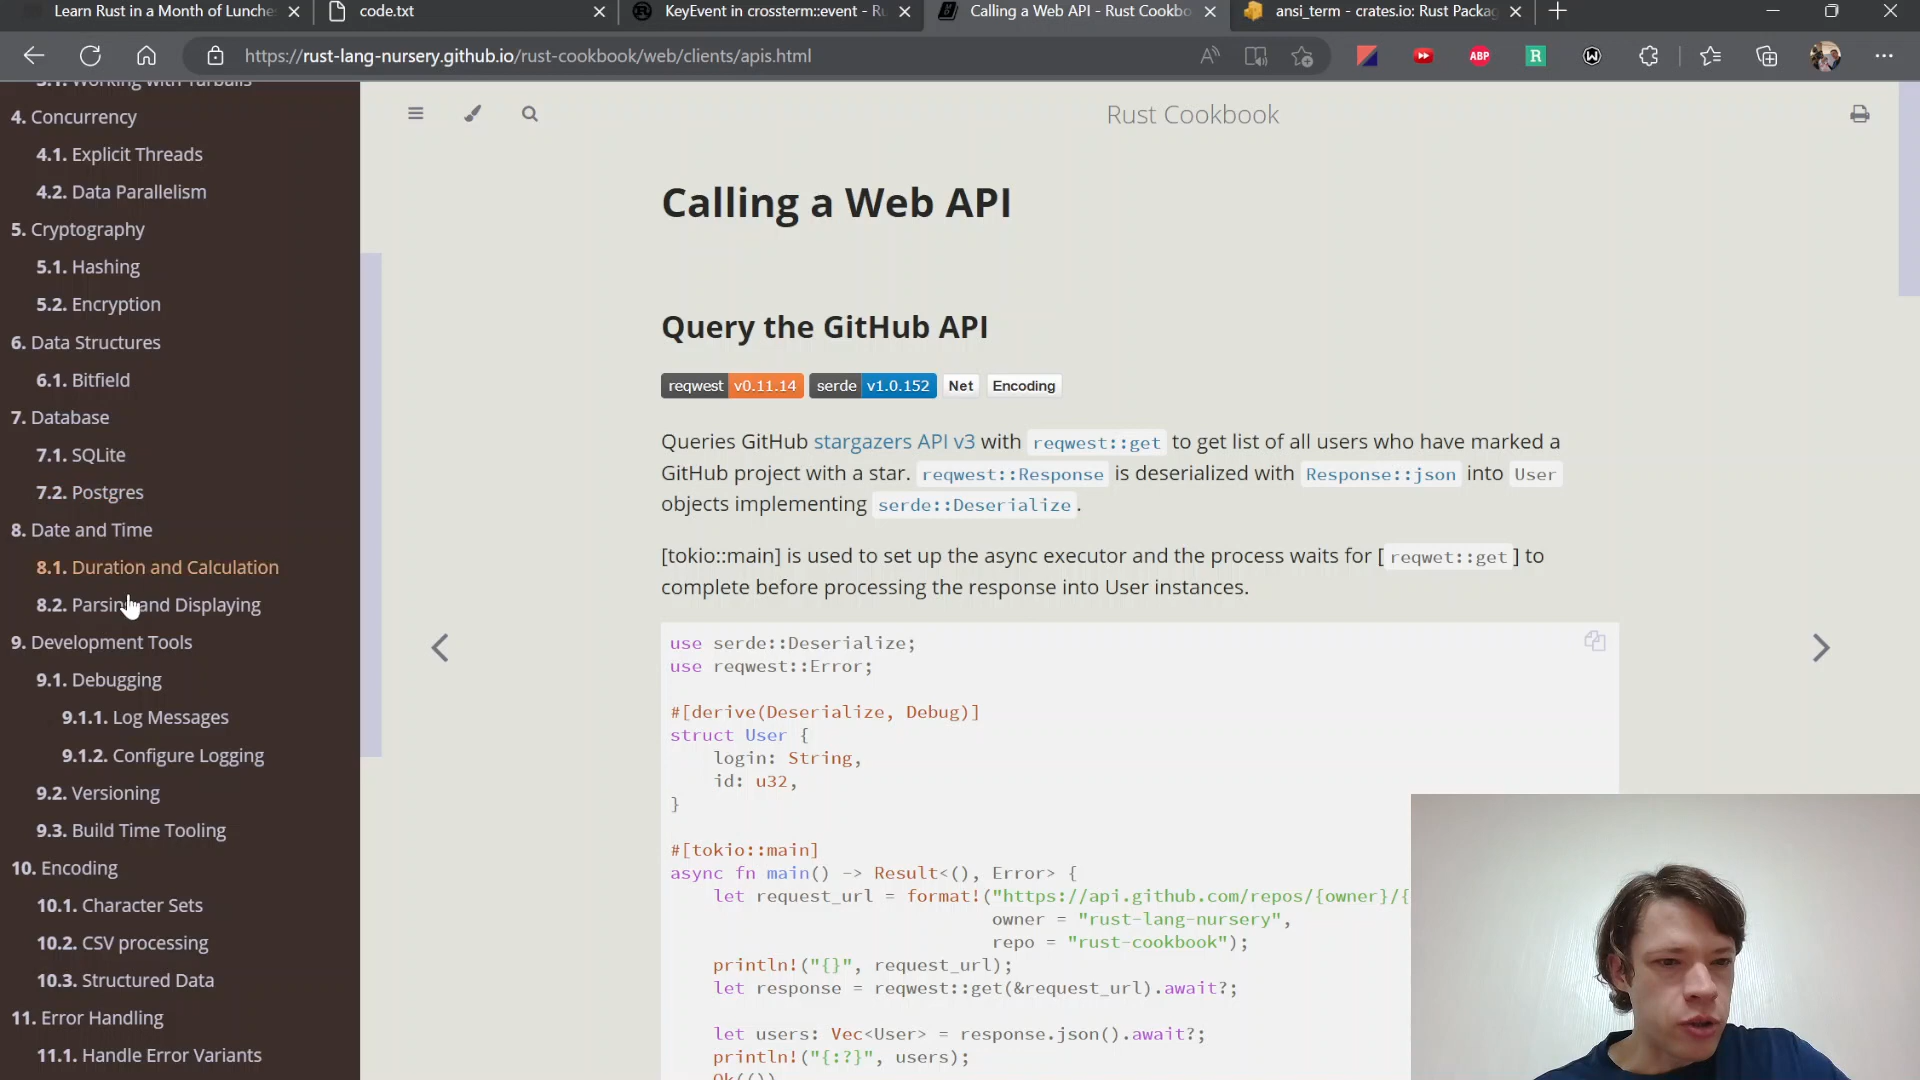 Learn Rust in a Month of Lunche
code.txt
KeyEvent in crossterm::event - Ru
Calling a Web API - Rust Cookbo
ansi_term - crates.io: Rust Packag
https://rust-lang-nursery.github.io/rust-cookbook/web/clients/apis.html
ABP
R
3.1. Working with Tarballs
4. Concurrency
4.1. Explicit Threads
4.2. Data Parallelism
5. Cryptography
5.1. Hashing
5.2. Encryption
6. Data Structures
6.1. Bitfield
7. Database
7.1. SQLite
7.2. Postgres
8. Date and Time
8.1. Duration and Calculation
8.2. Parsing and Displaying
9. Development Tools
9.1. Debugging
9.1.1. Log Messages
9.1.2. Configure Logging
9.2. Versioning
9.3. Build Time Tooling
10. Encoding
10.1. Character Sets
10.2. CSV processing
10.3. Structured Data
11. Error Handling
11.1. Handle Error Variants
Rust Cookbook
Calling a Web API
Query the GitHub API
reqwest v0.11.14 serde v1.0.152 Net Encoding
Queries GitHub stargazers API v3 with reqwest::get to get list of all users who have marked a
GitHub project with a star. reqwest::Response is deserialized with Response::json into User
objects implementing serde::Deserialize.
[tokio::main] is used to set up the async executor and the process waits for [ reqwet::get ] to
complete before processing the response into User instances.
use serde::Deserialize;
use reqwest::Error;
#[derive(Deserialize, Debug)]
struct User {
login: String,
id: u32,
}
#[tokio::main]
async fn main() -> Result<(), Error> {
let request_url = format!("https://api.github.com/repos/{owner}/{
owner = "rust-lang-nursery",
repo = "rust-cookbook");
println!("{}", request_url);
let response = reqwest::get(&request_url).await?;
let users: Vec<User> = response.json().await?;
println!("{:?}", users);
Ok(())